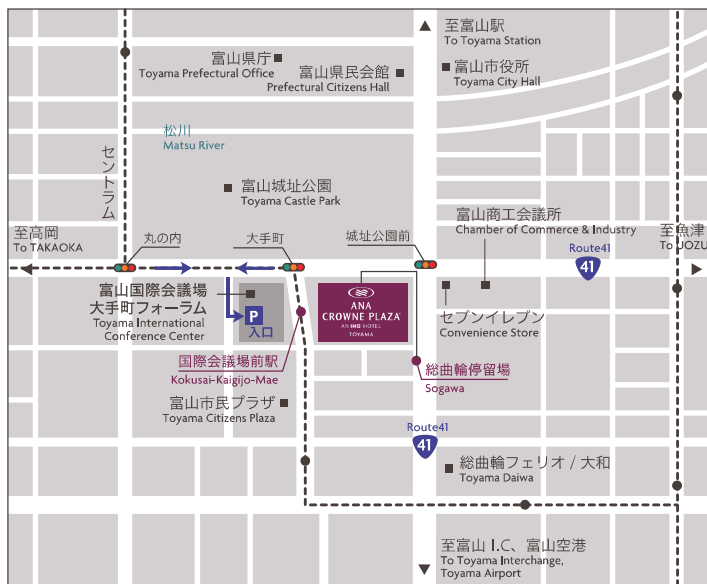 至富山駅
To Toyama Station
富山県庁
Toyama Prefectural Office
富山県民会館
Prefectural Citizens Hall
富山市役所
Toyama City Hall
松川
Matsu River
セントラム
富山城址公園
Toyama Castle Park
富山商工会議所
Chamber of Commerce & Industry
至高岡
To TAKAOKA
丸の内
大手町
城址公園前
Route41
41
至魚津
To UOZU
富山国際会議場
大手町フォーラム
Toyama International
Conference Center
P
入口
ANA
CROWNE PLAZA
AN IHG HOTEL
TOYAMA
セブンイレブン
Convenience Store
国際会議場前駅
Kokusai-Kaigijo-Mae
総曲輪停留場
Sogawa
富山市民プラザ
Toyama Citizens Plaza
Route41
41
総曲輪フェリオ / 大和
Toyama Daiwa
至富山 I.C、富山空港
To Toyama Interchange,
Toyama Airport